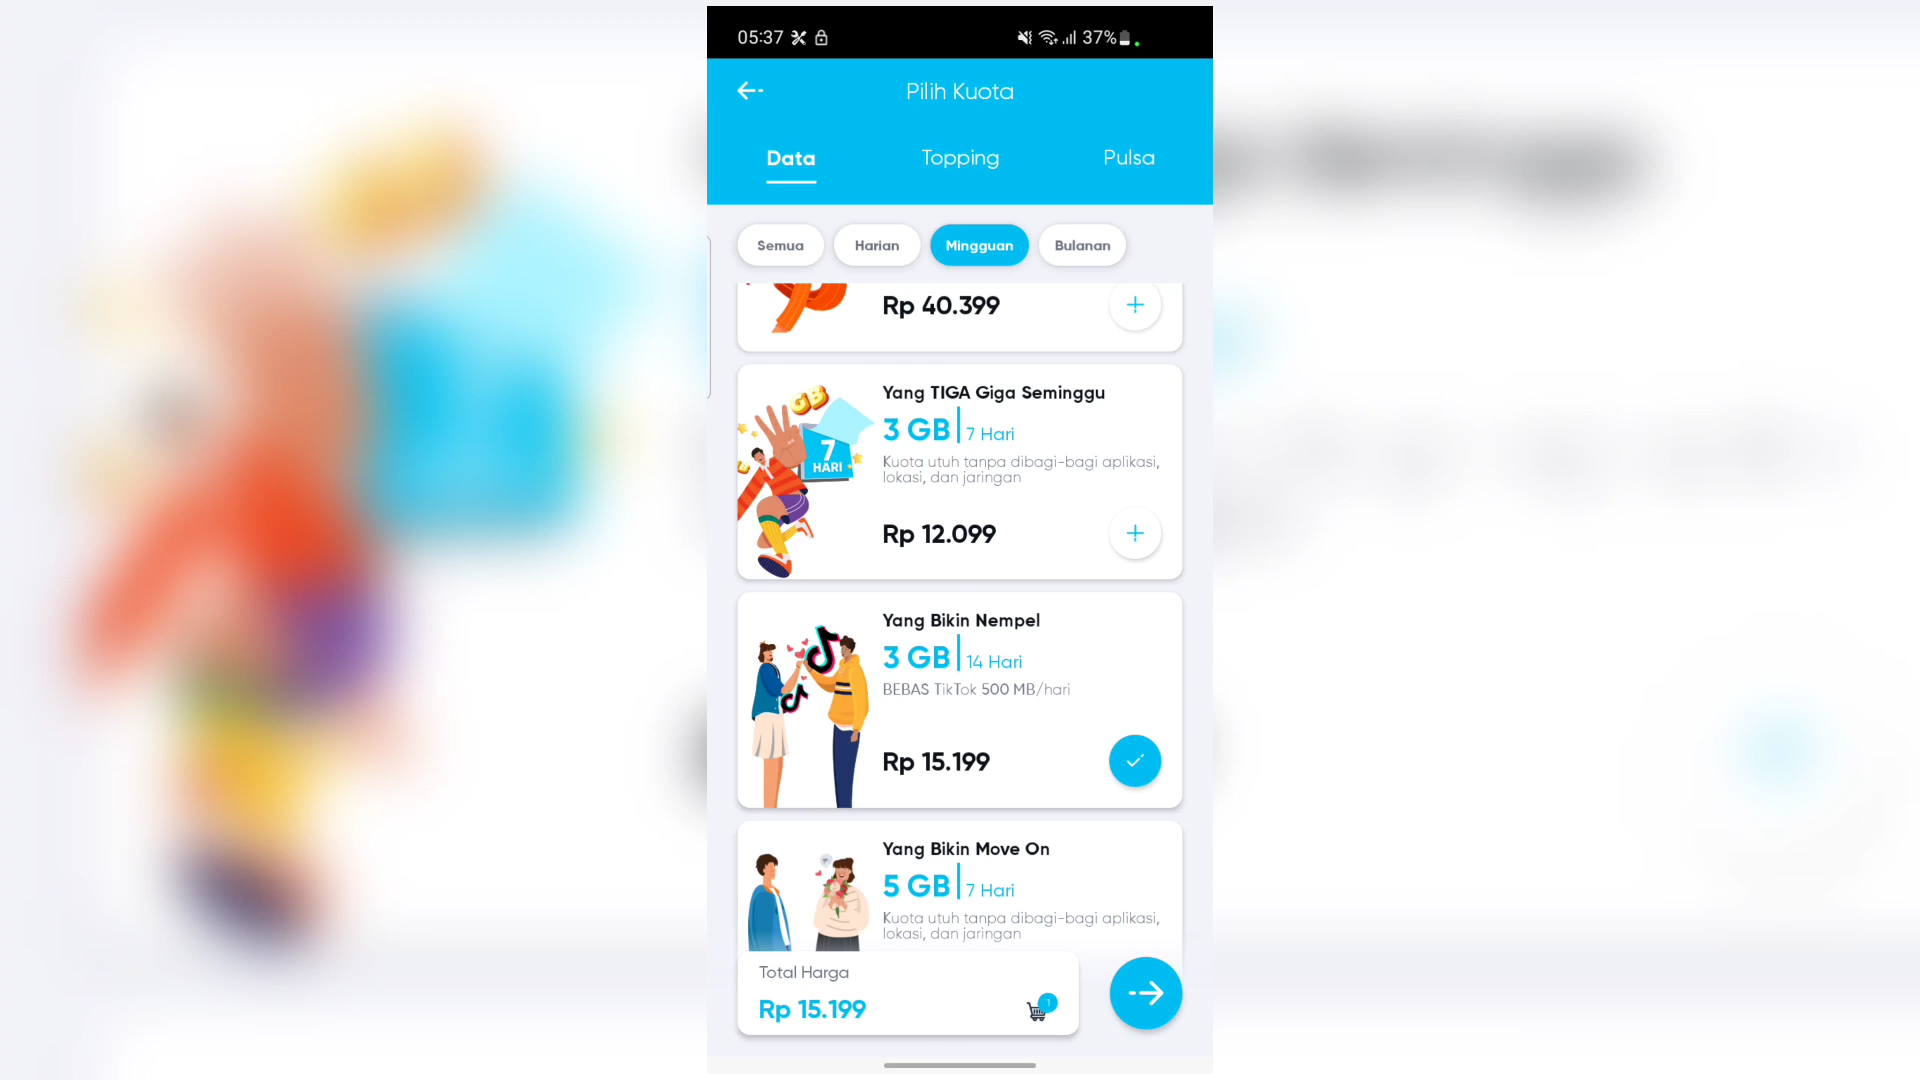 05:37
37%
Pilih Kuota
Data
Topping
Pulsa
Semua
Harian
Mingguan
Bulanan
Rp 40.399
Yang TIGA Giga Seminggu
3 GB
7 Hari
Kuota utuh tanpa dibagi-bagi aplikasi,
lokasi, dan jaringan
Rp 12.099
GB
7
HARI
Yang Bikin Nempel
3 GB
14 Hari
BEBAS TikTok 500 MB/hari
Rp 15.199
Yang Bikin Move On
5 GB
7 Hari
Kuota utuh tanpa dibagi-bagi aplikasi,
lokasi, dan jaringan
Total Harga
Rp 15.199
1